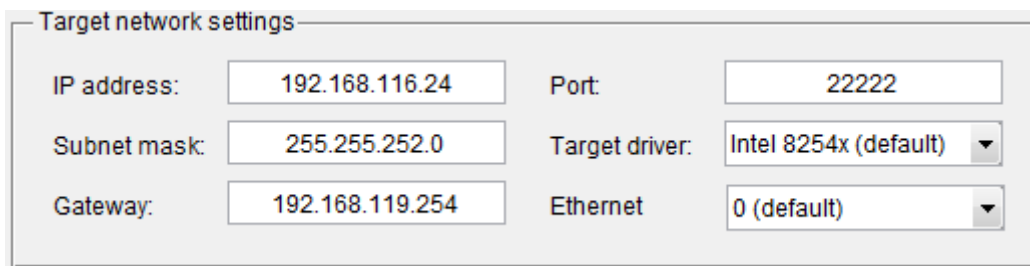 Target network settings
IP address: 192.168.116.24 Port: 22222
Subnet mask: 255.255.252.0 Target driver: Intel 8254x (default)
Gateway: 192.168.119.254 Ethernet 0 (default)